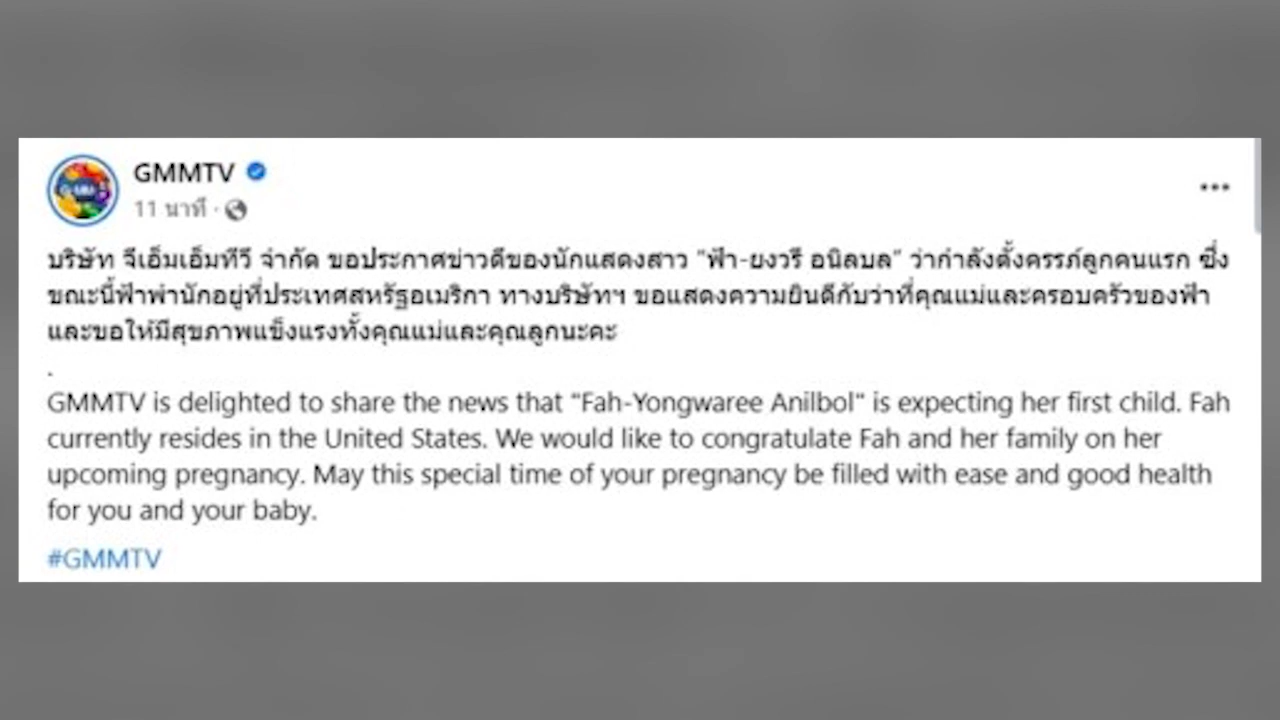 GMMTV
11 นาที ·
บริษัท จีเอ็มเอ็มทีวี จำกัด ขอประกาศข่าวดีของนักแสดงสาว "ฟ้า-ยงวรี อนิลบล" ว่ากำลังตั้งครรภ์ลูกคนแรก ซึ่ง
ขณะนี้ฟ้าพำนักอยู่ที่ประเทศสหรัฐอเมริกา ทางบริษัทฯ ขอแสดงความยินดีกับว่าที่คุณแม่และครอบครัวของฟ้า
และขอให้มีสุขภาพแข็งแรงทั้งคุณแม่และคุณลูกนะคะ
.
GMMTV is delighted to share the news that "Fah-Yongwaree Anilbol" is expecting her first child. Fah
currently resides in the United States. We would like to congratulate Fah and her family on her
upcoming pregnancy. May this special time of your pregnancy be filled with ease and good health
for you and your baby.
#GMMTV